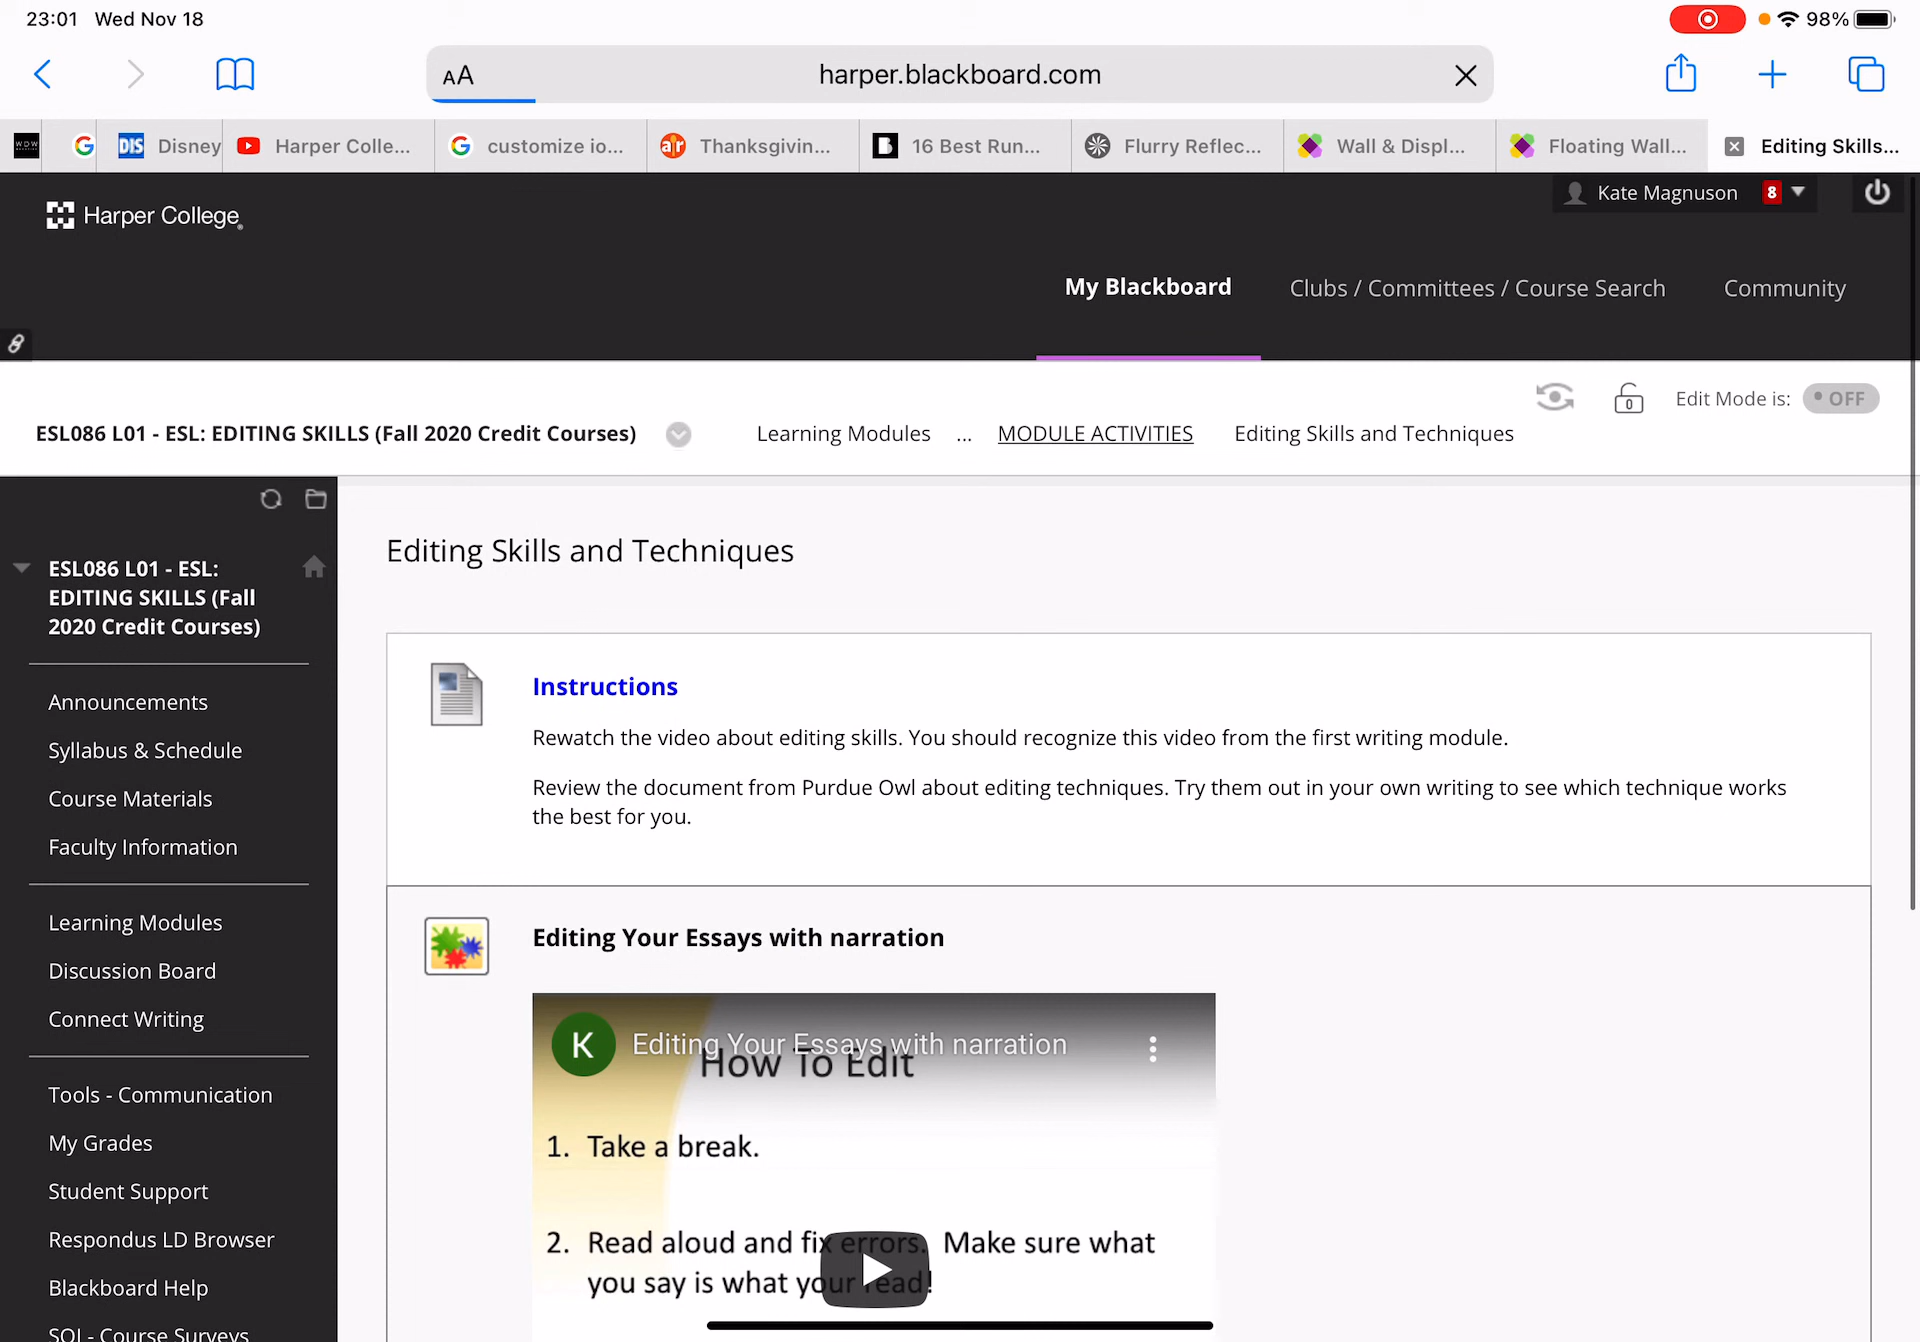 23:01 Wed Nov 18
98%
AA harper.blackboard.com
WDW
DIS Disney
Harper Colle...
customize io...
ar Thanksgivin...
B 16 Best Run...
Flurry Reflec...
Wall & Displ...
Floating Wall...
Editing Skills...
Harper College
Kate Magnuson 8
My Blackboard Clubs / Committees / Course Search Community
Edit Mode is: OFF
ESL086 L01 - ESL: EDITING SKILLS (Fall 2020 Credit Courses) Learning Modules ... MODULE ACTIVITIES Editing Skills and Techniques
ESL086 L01 - ESL:
EDITING SKILLS (Fall
2020 Credit Courses)
Announcements
Syllabus & Schedule
Course Materials
Faculty Information
Learning Modules
Discussion Board
Connect Writing
Tools - Communication
My Grades
Student Support
Respondus LD Browser
Blackboard Help
SOI - Course Surveys
Editing Skills and Techniques
Instructions
Rewatch the video about editing skills. You should recognize this video from the first writing module.
Review the document from Purdue Owl about editing techniques. Try them out in your own writing to see which technique works
the best for you.
Editing Your Essays with narration
K Editing Your Essays with narration
How To Edit
1. Take a break.
2. Read aloud and fix errors. Make sure what
you say is what your read!